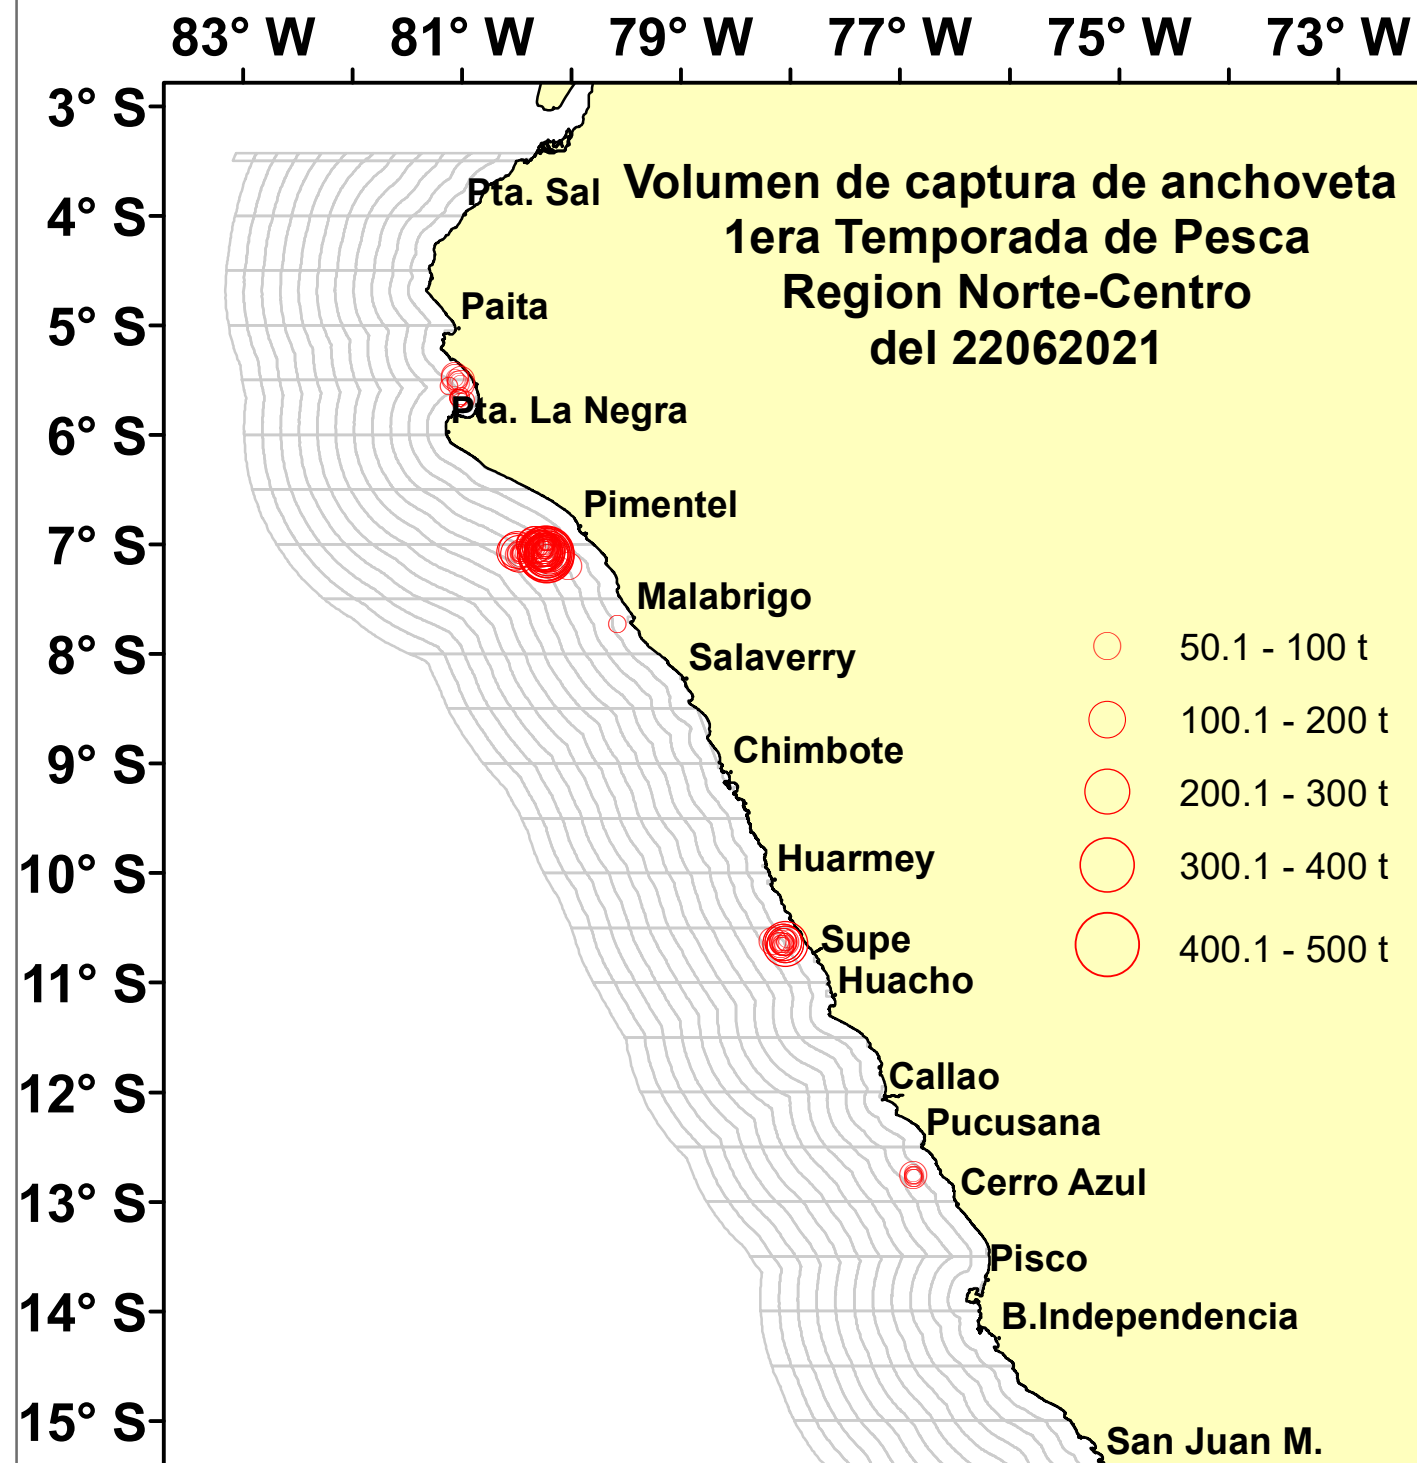 83° W 81° W 79° W 77° W 75° W 73° W
3° S
4° S
5° S
6° S
7° S
8° S
9° S
10° S
11° S
12° S
13° S
14° S
15° S
Volumen de captura de anchoveta
1era Temporada de Pesca
Region Norte-Centro
del 22062021
Pta. Sal
Paita
Pta. La Negra
Pimentel
Malabrigo
Salaverry
Chimbote
Huarmey
Supe
Huacho
Callao
Pucusana
Cerro Azul
Pisco
B.Independencia
San Juan M.
50.1 - 100 t
100.1 - 200 t
200.1 - 300 t
300.1 - 400 t
400.1 - 500 t